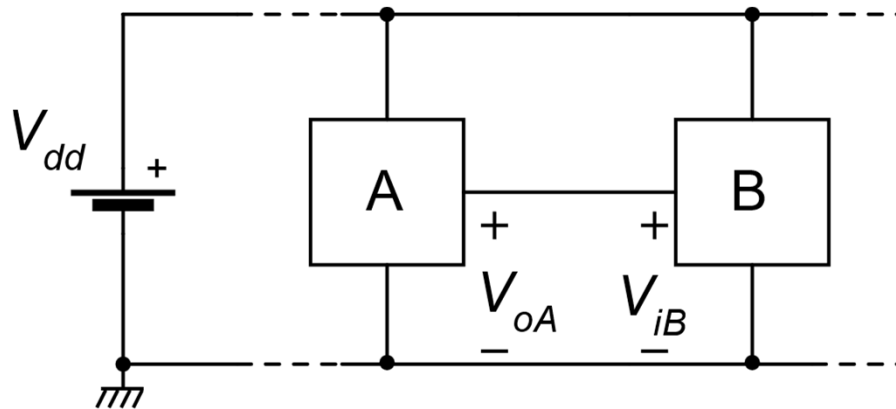 V_dd
+
A
B
+ +
V_oA V_iB
− −